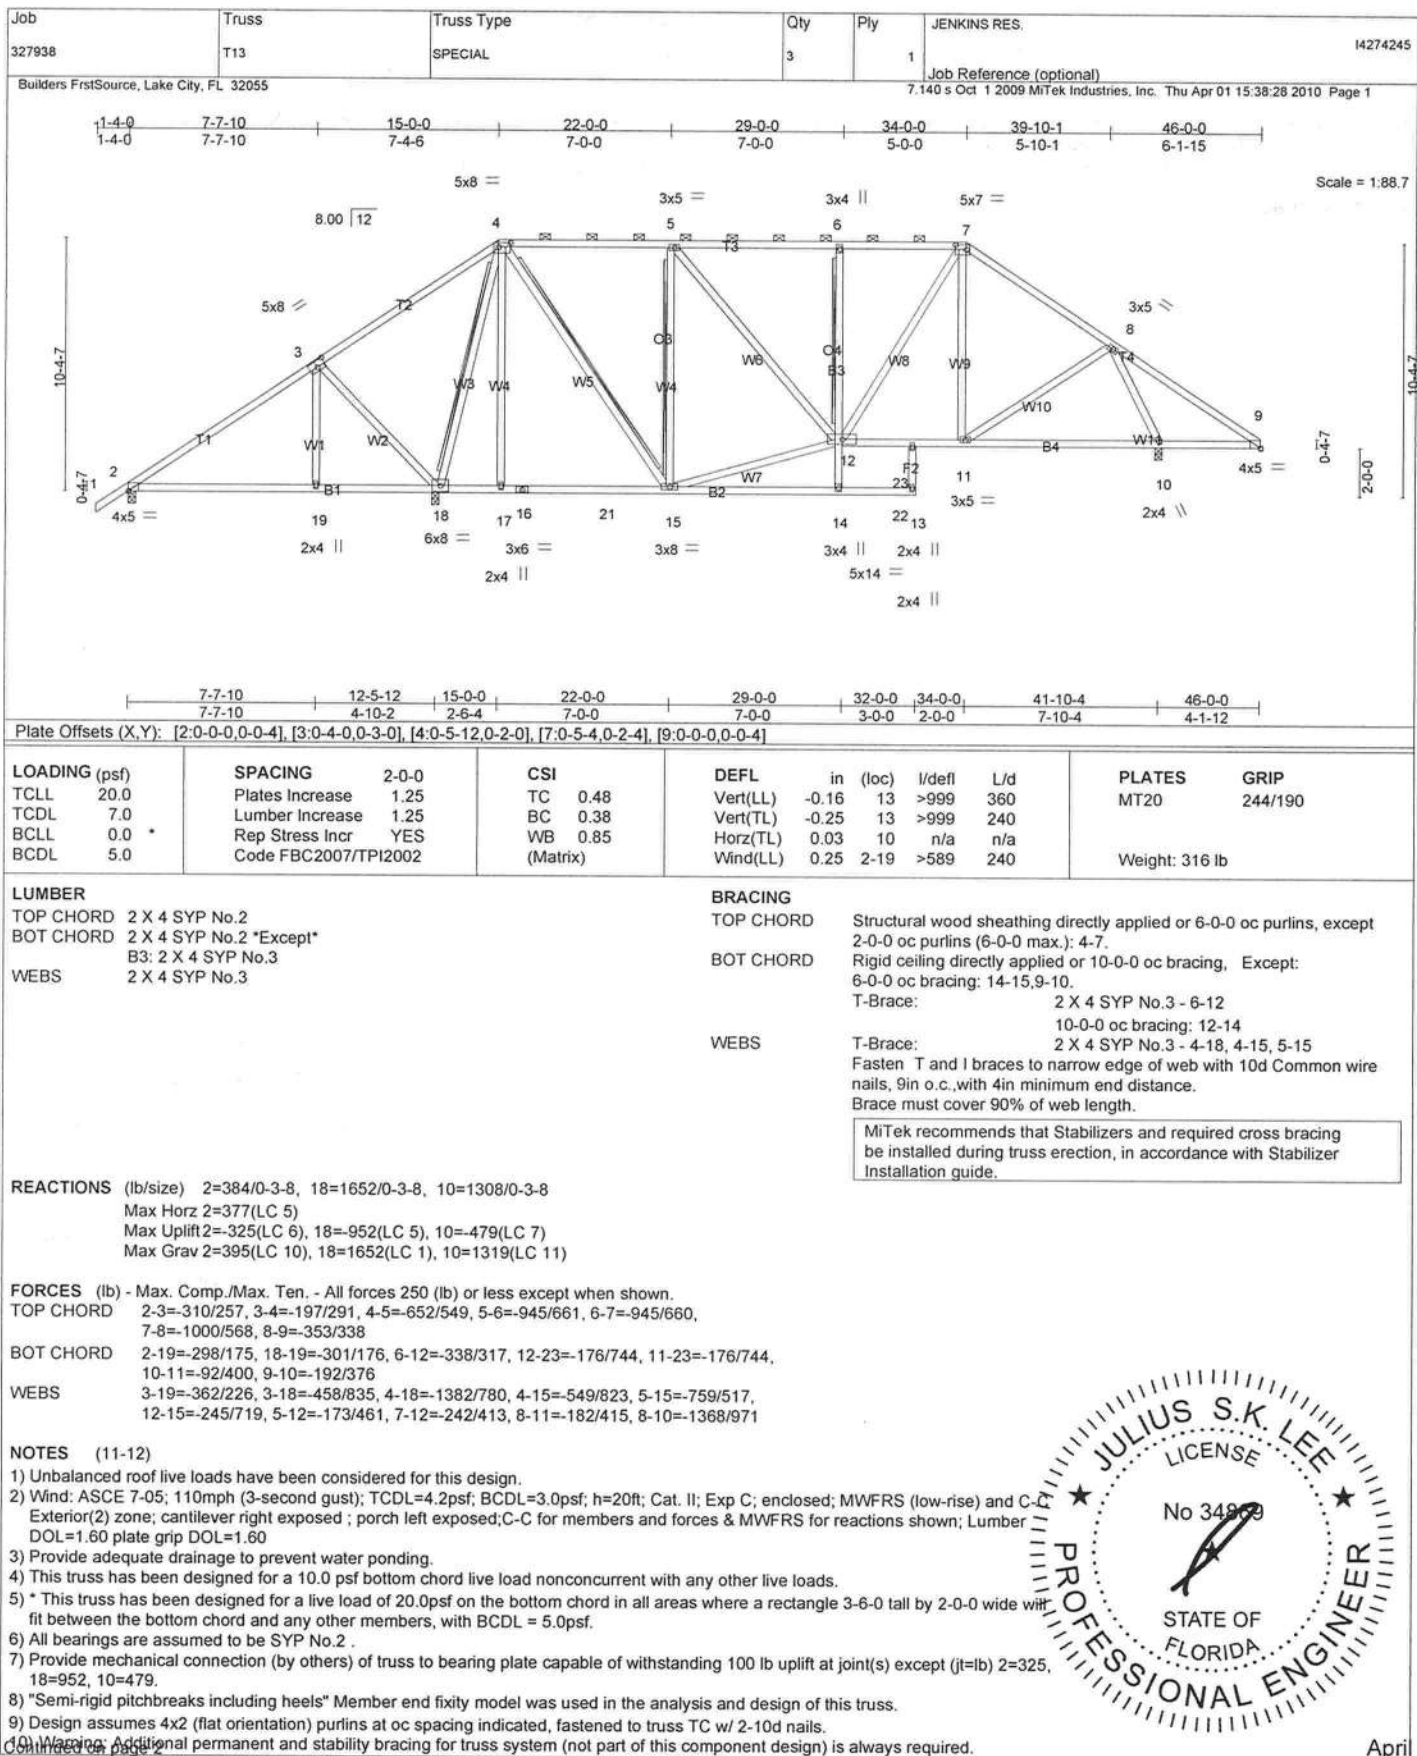 Job Truss Truss Type Qty Ply JENKINS RES.
I4274245
327938 T13 SPECIAL 3 1
Job Reference (optional)
Builders FrstSource, Lake City, FL 32055 7.140 s Oct 1 2009 MiTek Industries, Inc. Thu Apr 01 15:38:28 2010 Page 1
1-4-0 7-7-10 15-0-0 22-0-0 29-0-0 34-0-0 39-10-1 46-0-0
1-4-0 7-7-10 7-4-6 7-0-0 7-0-0 5-0-0 5-10-1 6-1-15
Scale = 1:88.7
5x8 =
3x5 = 3x4 || 5x7 =
8.00 12
4 5 6 7
T3
5x8 T2 3x5
3 8
T4
10-4-7 10-4-7
O3 O4
W3 W4 W5 W4 W6 B3 W8 W9
W10
T1 W1 W2 W7 12 F2 B4 W10 9
0-4-7 1 2 B1 B2 23 11 4x5 = 0-4-7
2-0-0
4x5 = 19 18 17 16 21 15 14 22 13 3x5 = 10
2x4 || 6x8 = 3x6 = 3x8 = 3x4 || 2x4 || 2x4 \\
2x4 || 5x14 =
2x4 ||
7-7-10 12-5-12 15-0-0 22-0-0 29-0-0 32-0-0 34-0-0 41-10-4 46-0-0
7-7-10 4-10-2 2-6-4 7-0-0 7-0-0 3-0-0 2-0-0 7-10-4 4-1-12
Plate Offsets (X,Y): [2:0-0-0,0-0-4], [3:0-4-0,0-3-0], [4:0-5-12,0-2-0], [7:0-5-4,0-2-4], [9:0-0-0,0-0-4]
LOADING (psf) SPACING 2-0-0 CSI DEFL in (loc) l/defl L/d PLATES GRIP
TCLL 20.0 Plates Increase 1.25 TC 0.48 Vert(LL) -0.16 13 >999 360 MT20 244/190
TCDL 7.0 Lumber Increase 1.25 BC 0.38 Vert(TL) -0.25 13 >999 240
BCLL 0.0 * Rep Stress Incr YES WB 0.85 Horz(TL) 0.03 10 n/a n/a
BCDL 5.0 Code FBC2007/TPI2002 (Matrix) Wind(LL) 0.25 2-19 >589 240 Weight: 316 lb
LUMBER
TOP CHORD 2 X 4 SYP No.2
BOT CHORD 2 X 4 SYP No.2 *Except*
B3: 2 X 4 SYP No.3
WEBS 2 X 4 SYP No.3
BRACING
TOP CHORD Structural wood sheathing directly applied or 6-0-0 oc purlins, except
2-0-0 oc purlins (6-0-0 max.): 4-7.
BOT CHORD Rigid ceiling directly applied or 10-0-0 oc bracing, Except:
6-0-0 oc bracing: 14-15,9-10.
T-Brace: 2 X 4 SYP No.3 - 6-12
10-0-0 oc bracing: 12-14
WEBS T-Brace: 2 X 4 SYP No.3 - 4-18, 4-15, 5-15
Fasten T and I braces to narrow edge of web with 10d Common wire
nails, 9in o.c.,with 4in minimum end distance.
Brace must cover 90% of web length.
MiTek recommends that Stabilizers and required cross bracing
be installed during truss erection, in accordance with Stabilizer
Installation guide.
REACTIONS (lb/size) 2=384/0-3-8, 18=1652/0-3-8, 10=1308/0-3-8
Max Horz 2=377(LC 5)
Max Uplift 2=-325(LC 6), 18=-952(LC 5), 10=-479(LC 7)
Max Grav 2=395(LC 10), 18=1652(LC 1), 10=1319(LC 11)
FORCES (lb) - Max. Comp./Max. Ten. - All forces 250 (lb) or less except when shown.
TOP CHORD 2-3=-310/257, 3-4=-197/291, 4-5=-652/549, 5-6=-945/661, 6-7=-945/660,
7-8=-1000/568, 8-9=-353/338
BOT CHORD 2-19=-298/175, 18-19=-301/176, 6-12=-338/317, 12-23=-176/744, 11-23=-176/744,
10-11=-92/400, 9-10=-192/376
WEBS 3-19=-362/226, 3-18=-458/835, 4-18=-1382/780, 4-15=-549/823, 5-15=-759/517,
12-15=-245/719, 5-12=-173/461, 7-12=-242/413, 8-11=-182/415, 8-10=-1368/971
NOTES (11-12)
1) Unbalanced roof live loads have been considered for this design.
2) Wind: ASCE 7-05; 110mph (3-second gust); TCDL=4.2psf; BCDL=3.0psf; h=20ft; Cat. II; Exp C; enclosed; MWFRS (low-rise) and C-C
Exterior(2) zone; cantilever right exposed ; porch left exposed;C-C for members and forces & MWFRS for reactions shown; Lumber
DOL=1.60 plate grip DOL=1.60
3) Provide adequate drainage to prevent water ponding.
4) This truss has been designed for a 10.0 psf bottom chord live load nonconcurrent with any other live loads.
5) * This truss has been designed for a live load of 20.0psf on the bottom chord in all areas where a rectangle 3-6-0 tall by 2-0-0 wide will
fit between the bottom chord and any other members, with BCDL = 5.0psf.
6) All bearings are assumed to be SYP No.2 .
7) Provide mechanical connection (by others) of truss to bearing plate capable of withstanding 100 lb uplift at joint(s) except (jt=lb) 2=325,
18=952, 10=479.
8) "Semi-rigid pitchbreaks including heels" Member end fixity model was used in the analysis and design of this truss.
9) Design assumes 4x2 (flat orientation) purlins at oc spacing indicated, fastened to truss TC w/ 2-10d nails.
10) Warning: Additional permanent and stability bracing for truss system (not part of this component design) is always required.
Continued on page 2
JULIUS S.K. LEE
LICENSE
No 34869
STATE OF
FLORIDA
PROFESSIONAL ENGINEER
April